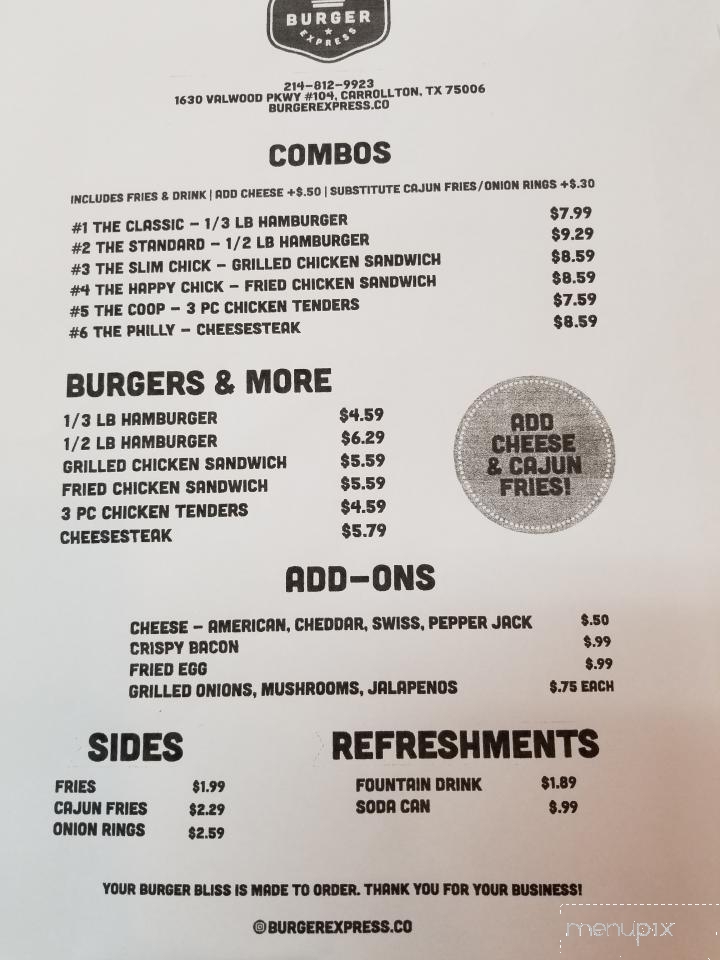 BURGER
EXPRESS
214-812-9923
1630 VALWOOD PKWY #104, CARROLLTON, TX 75006
BURGEREXPRESS.CO
COMBOS
INCLUDES FRIES & DRINK | ADD CHEESE +$.50 | SUBSTITUTE CAJUN FRIES/ONION RINGS +$.30
#1 THE CLASSIC – 1/3 LB HAMBURGER $7.99
#2 THE STANDARD – 1/2 LB HAMBURGER $9.29
#3 THE SLIM CHICK – GRILLED CHICKEN SANDWICH $8.59
#4 THE HAPPY CHICK – FRIED CHICKEN SANDWICH $8.59
#5 THE COOP – 3 PC CHICKEN TENDERS $7.59
#6 THE PHILLY – CHEESESTEAK $8.59
BURGERS & MORE
1/3 LB HAMBURGER $4.59
1/2 LB HAMBURGER $6.29
GRILLED CHICKEN SANDWICH $5.59
FRIED CHICKEN SANDWICH $5.59
3 PC CHICKEN TENDERS $4.59
CHEESESTEAK $5.79
ADD
CHEESE
& CAJUN
FRIES!
ADD-ONS
CHEESE – AMERICAN, CHEDDAR, SWISS, PEPPER JACK $.50
CRISPY BACON $.99
FRIED EGG $.99
GRILLED ONIONS, MUSHROOMS, JALAPENOS $.75 EACH
SIDES
FRIES $1.99
CAJUN FRIES $2.29
ONION RINGS $2.59
REFRESHMENTS
FOUNTAIN DRINK $1.89
SODA CAN $.99
YOUR BURGER BLISS IS MADE TO ORDER. THANK YOU FOR YOUR BUSINESS!
@BURGEREXPRESS.CO
menupix